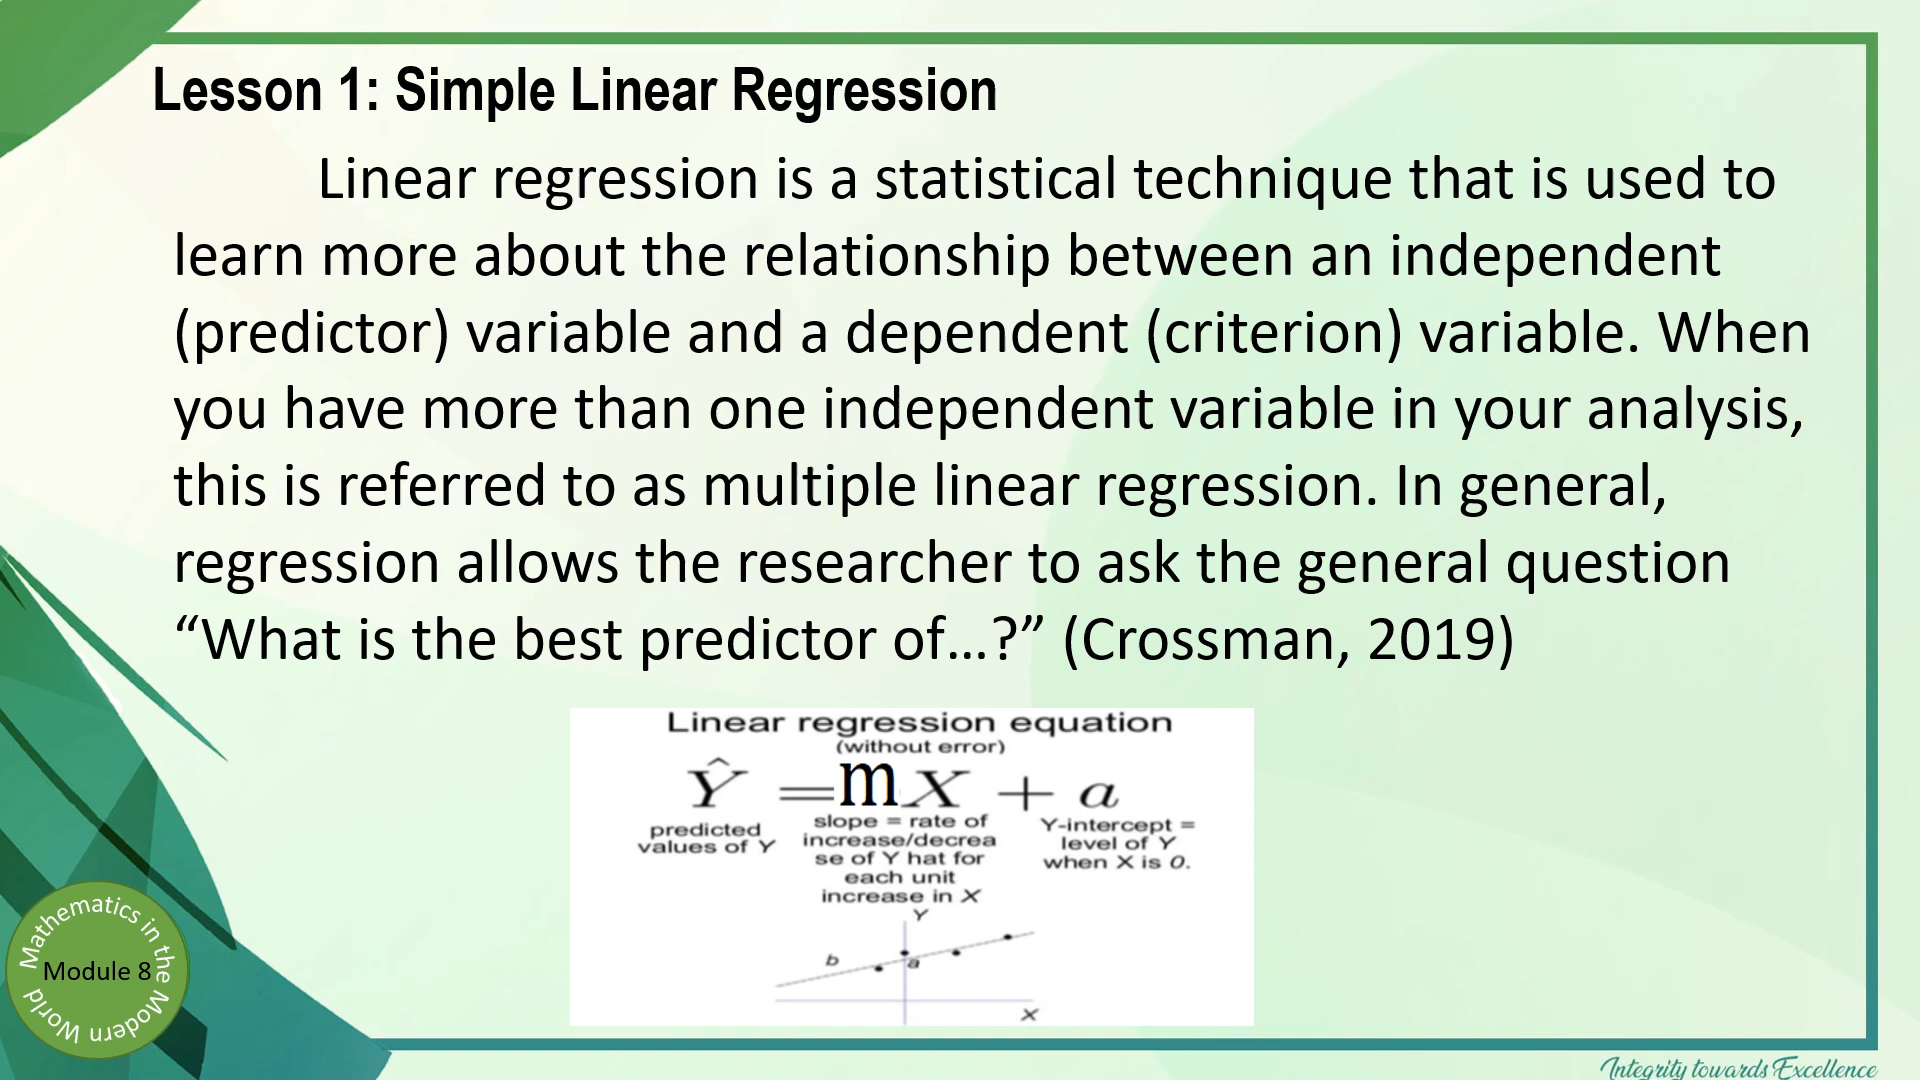 Lesson 1: Simple Linear Regression
Linear regression is a statistical technique that is used to
learn more about the relationship between an independent
(predictor) variable and a dependent (criterion) variable. When
you have more than one independent variable in your analysis,
this is referred to as multiple linear regression. In general,
regression allows the researcher to ask the general question
“What is the best predictor of…?” (Crossman, 2019)
Linear regression equation
(without error)
Ŷ = mX + a
predicted
values of Y
slope = rate of
increase/decrea
se of Y hat for
each unit
increase in X
Y-intercept =
level of Y
when X is 0.
Y
b
a
X
Mathematics in the Modern World
Module 8
Integrity towards Excellence